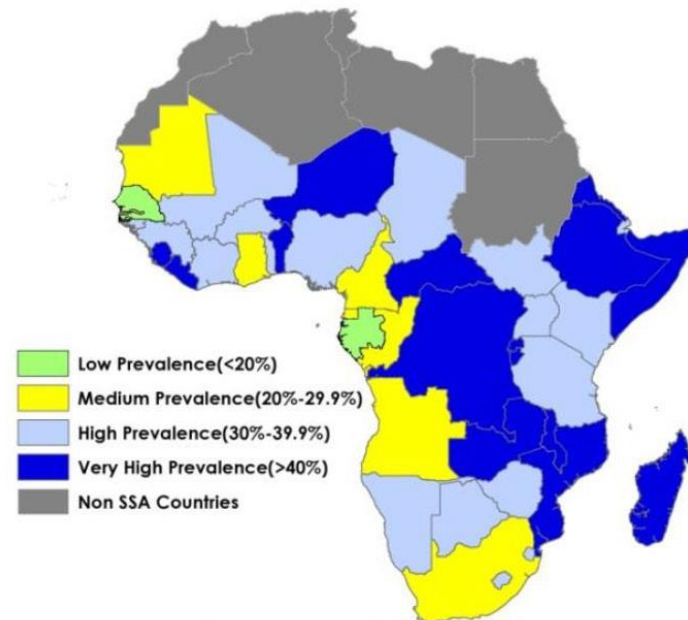 Low Prevalence(<20%)
Medium Prevalence(20%-29.9%)
High Prevalence(30%-39.9%)
Very High Prevalence(>40%)
Non SSA Countries